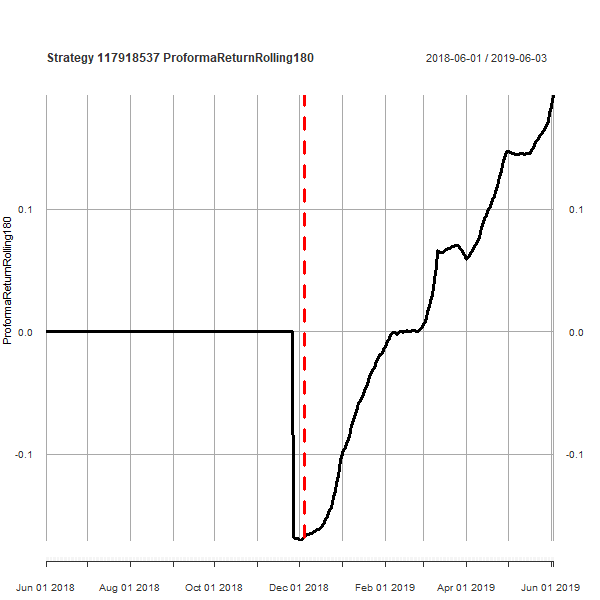 Strategy 117918537 ProformaReturnRolling180 2018-06-01 / 2019-06-03
ProformaReturnRolling180
0.1 0.1
0.0 0.0
-0.1 -0.1
Jun 01 2018 Aug 01 2018 Oct 01 2018 Dec 01 2018 Feb 01 2019 Apr 01 2019 Jun 01 2019